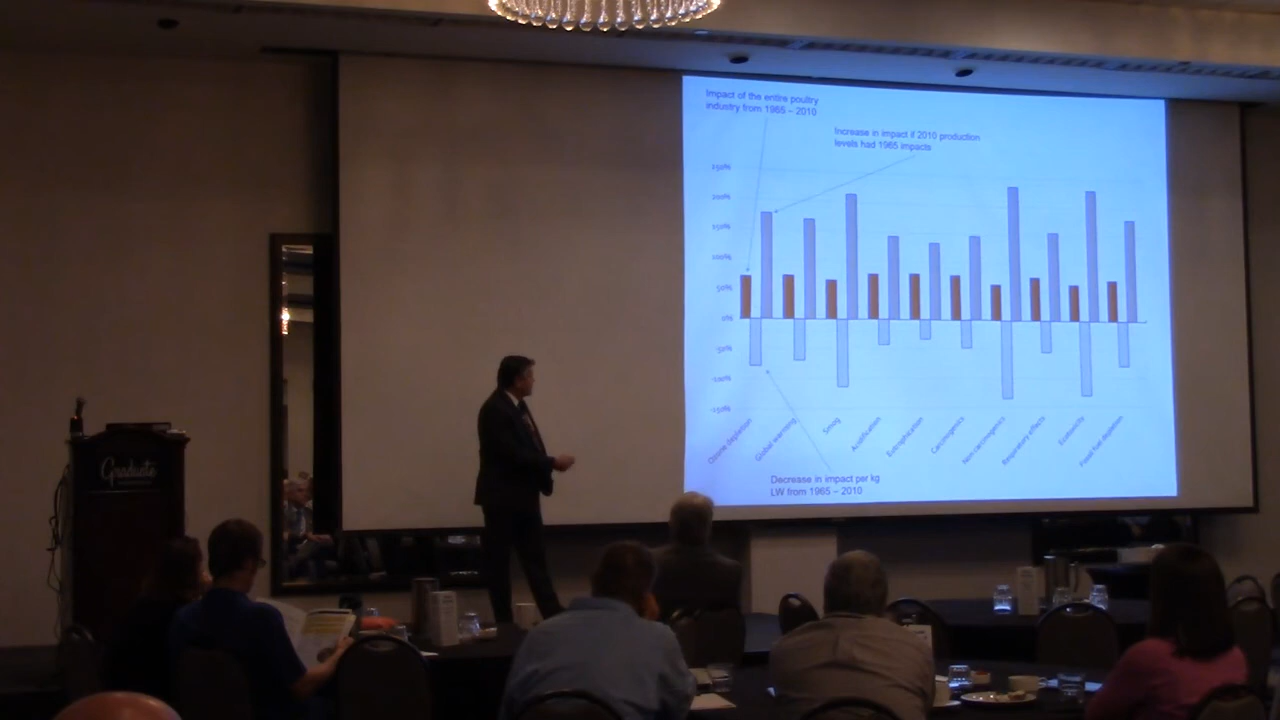 Impact of the entire poultry
industry from 1965 – 2010
Increase in impact if 2010 production
levels had 1965 impacts
250%
200%
150%
100%
50%
0%
-50%
-100%
-150%
Ozone depletion
Global warming
Smog
Acidification
Eutrophication
Carcinogenics
Non carcinogenics
Respiratory effects
Ecotoxicity
Fossil fuel depletion
Decrease in impact per kg
LW from 1965 – 2010
Graduate